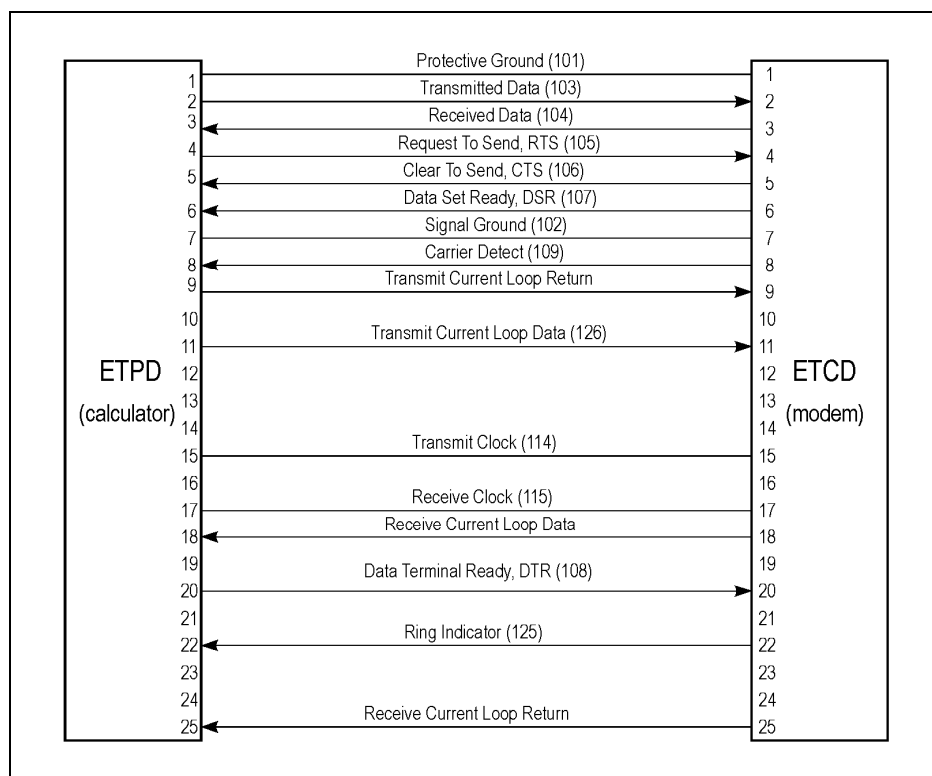 Protective Ground (101)
1 1
Transmitted Data (103)
2 2
Received Data (104)
3 3
Request To Send, RTS (105)
4 4
Clear To Send, CTS (106)
5 5
Data Set Ready, DSR (107)
6 6
Signal Ground (102)
7 7
Carrier Detect (109)
8 8
Transmit Current Loop Return
9 9
10 10
Transmit Current Loop Data (126)
11 11
ETPD ETCD
12 12
13 13
(calculator) (modem)
14 14
Transmit Clock (114)
15 15
16 16
Receive Clock (115)
17 17
Receive Current Loop Data
18 18
19 19
Data Terminal Ready, DTR (108)
20 20
21 21
Ring Indicator (125)
22 22
23 23
24 24
Receive Current Loop Return
25 25